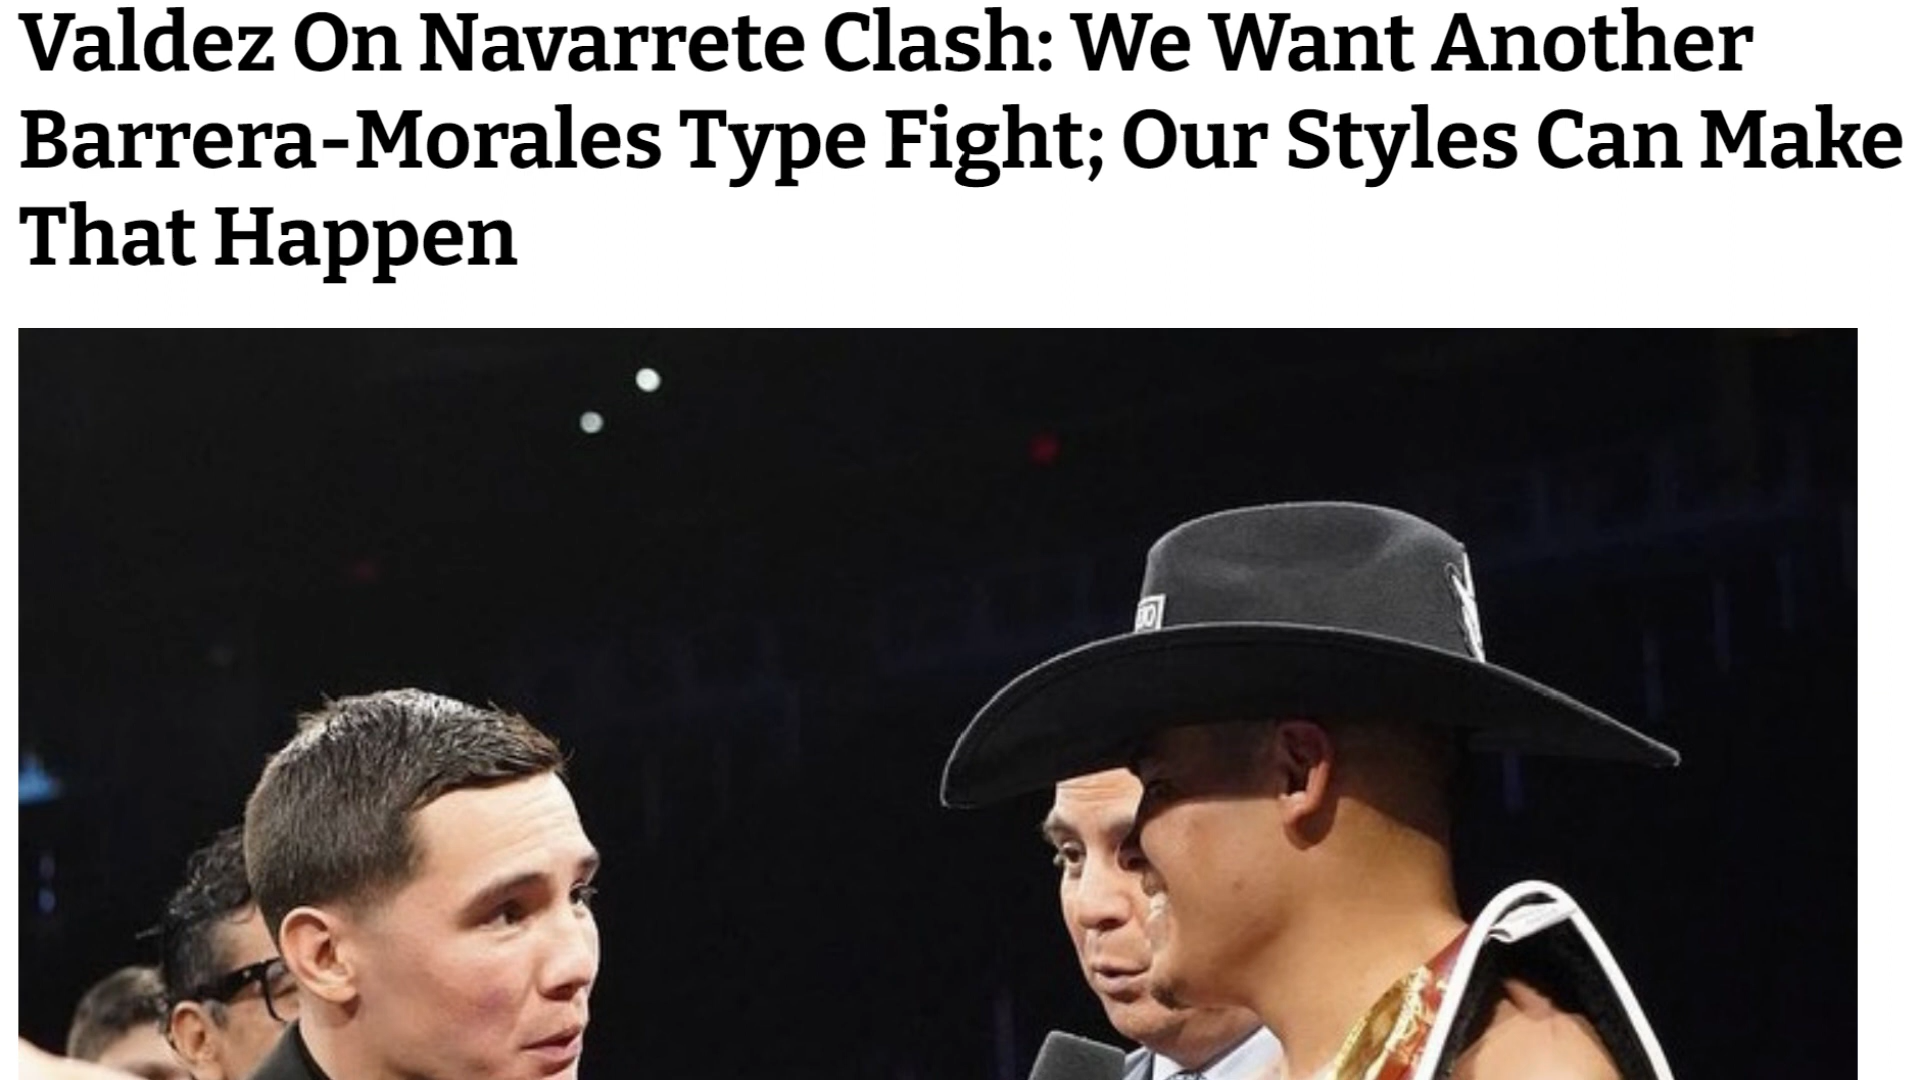 Valdez On Navarrete Clash: We Want Another
Barrera-Morales Type Fight; Our Styles Can Make
That Happen